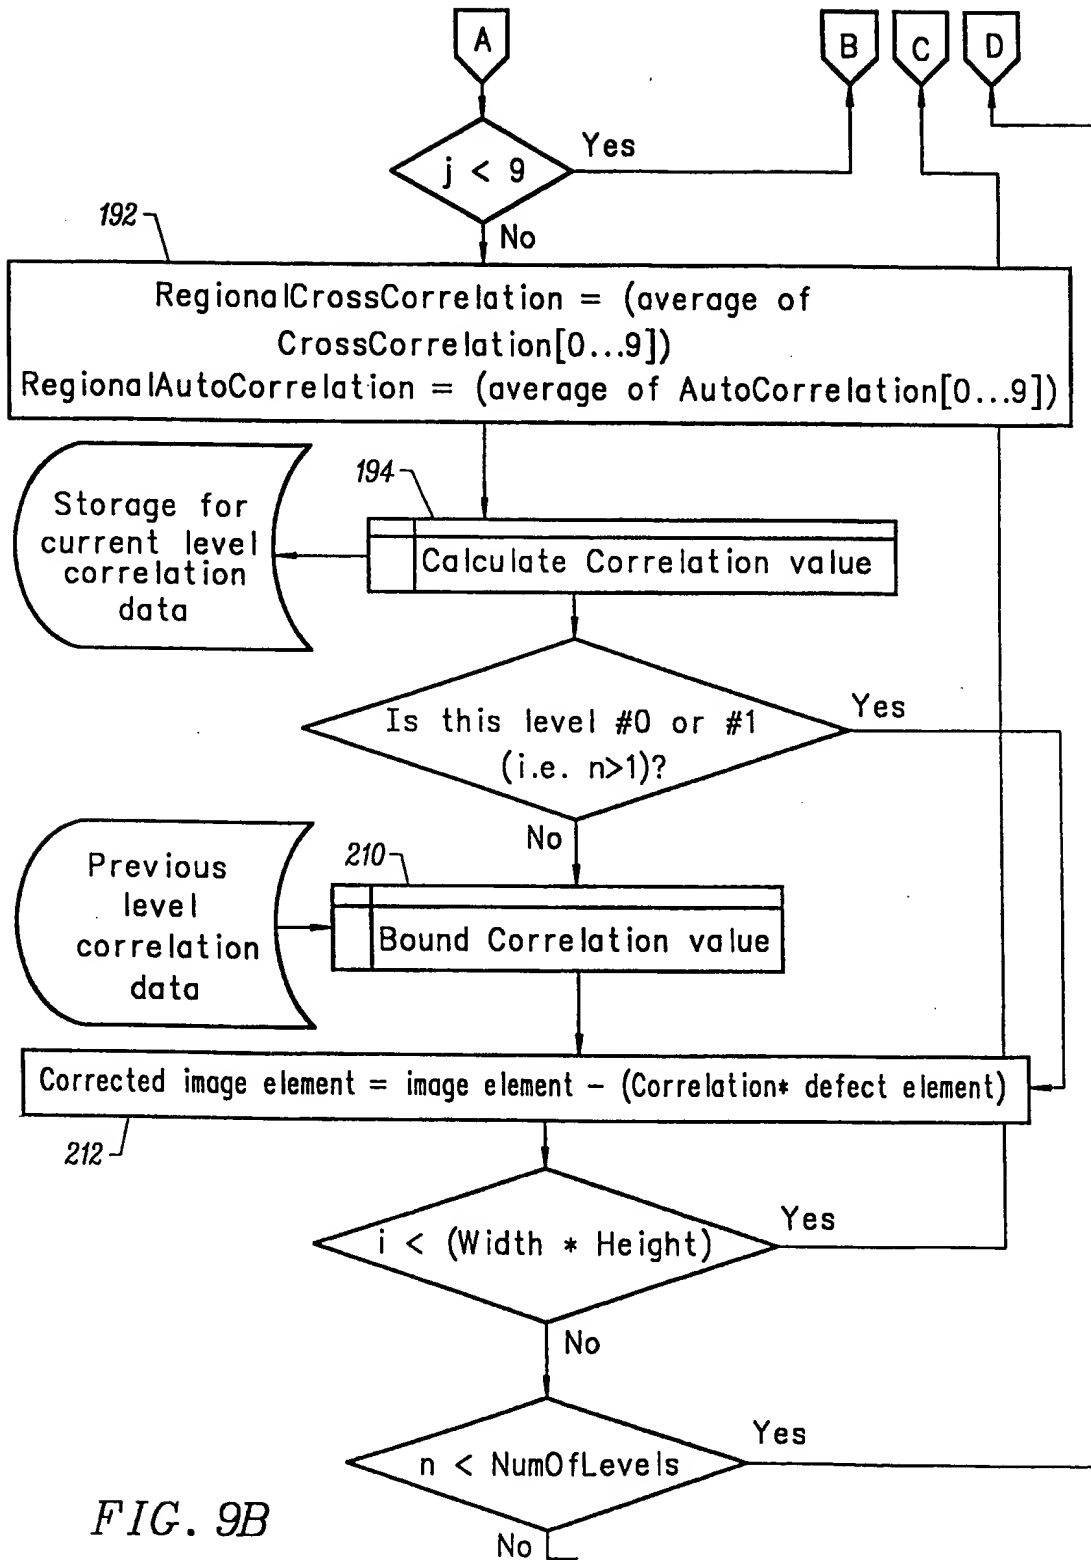 A
B
C
D
j < 9
Yes
No
192
RegionalCrossCorrelation = (average of
CrossCorrelation[0...9])
RegionalAutoCorrelation = (average of AutoCorrelation[0...9])
Storage for
current level
correlation
data
194
Calculate Correlation value
Is this level #0 or #1
(i.e. n>1)?
Yes
No
Previous
level
correlation
data
210
Bound Correlation value
Corrected image element = image element - (Correlation* defect element)
212
i < (Width * Height)
Yes
No
n < NumOfLevels
Yes
No
FIG. 9B